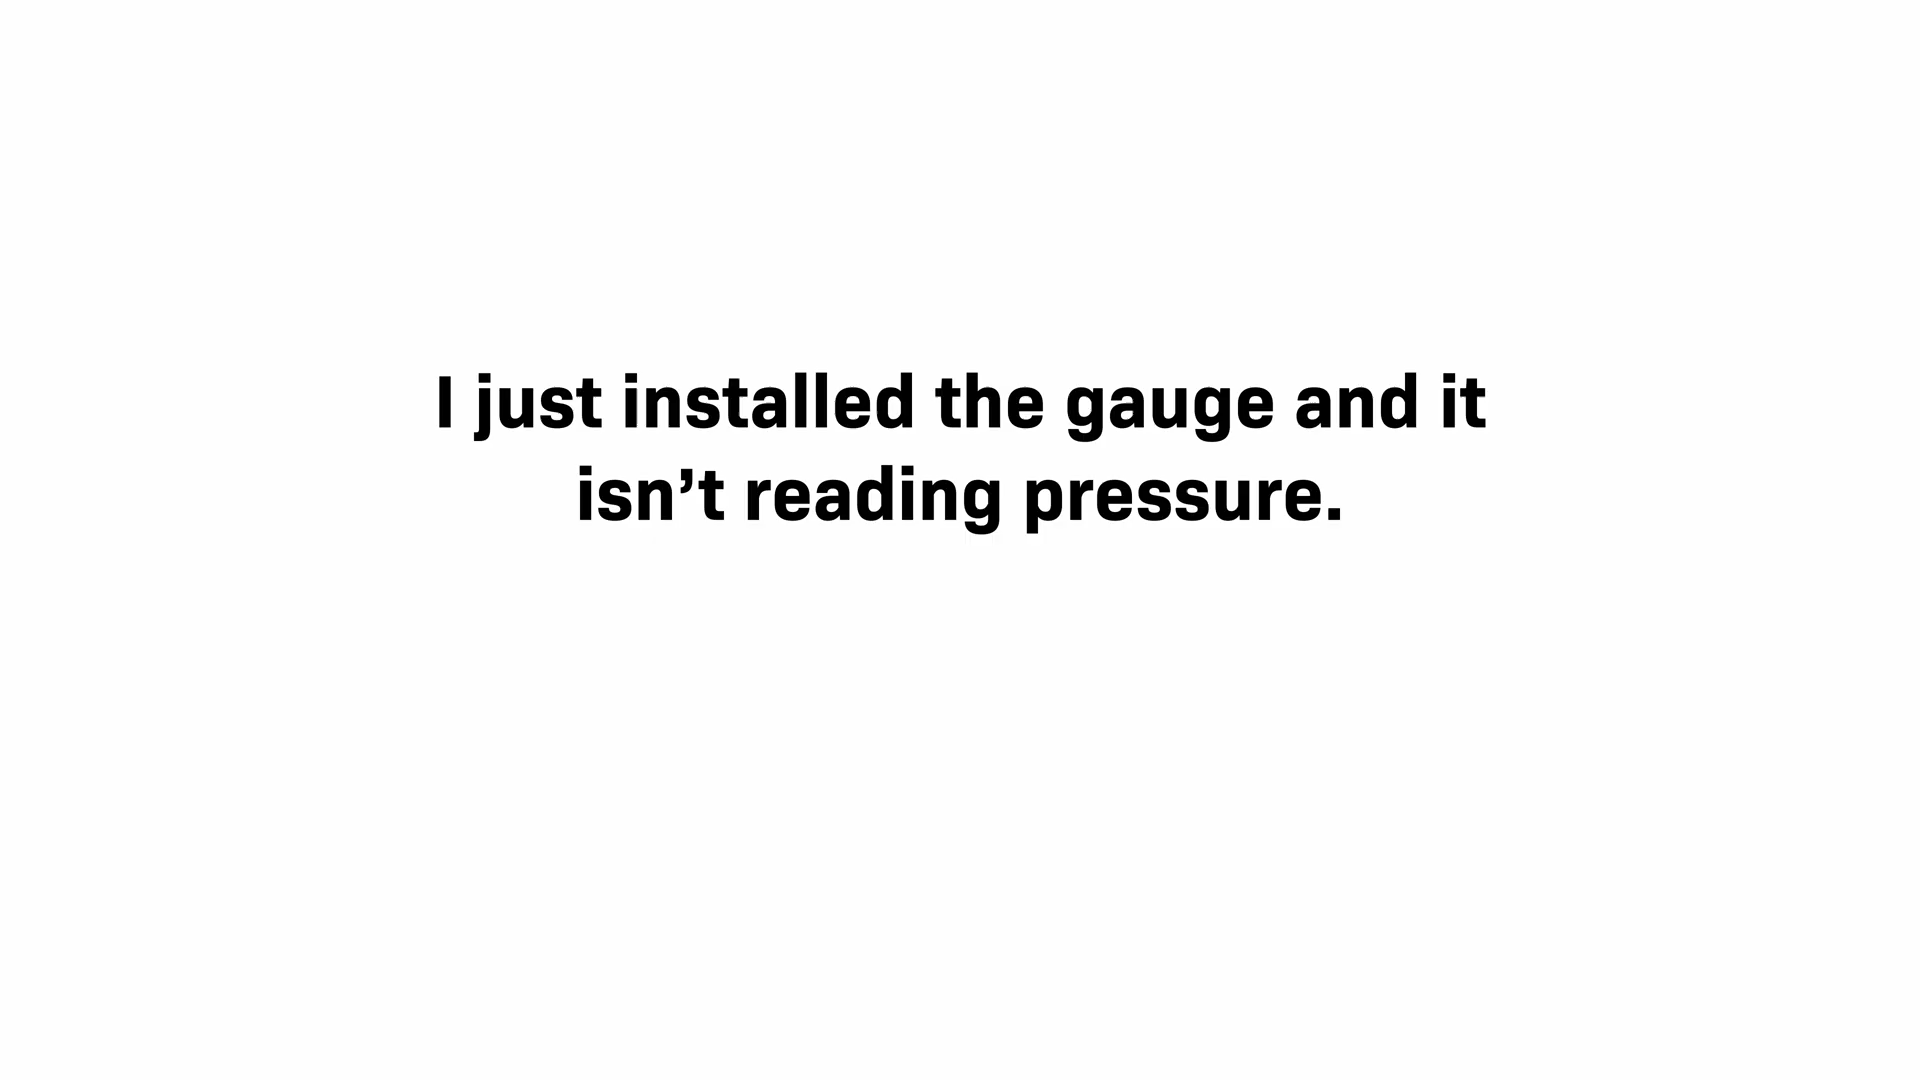 I just installed the gauge and it
isn’t reading pressure.